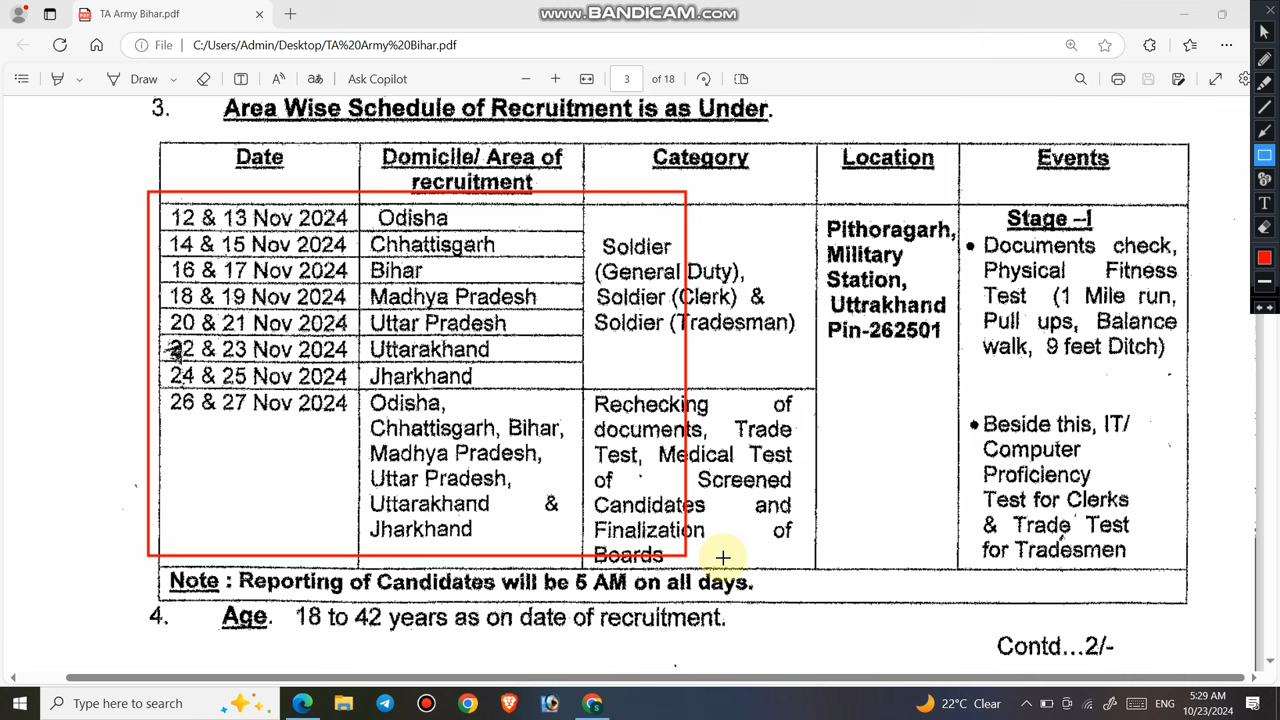 TA Army Bihar.pdf
www.BANDICAM.com
File
C:/Users/Admin/Desktop/TA%20Army%20Bihar.pdf
Draw
Ask Copilot
3
of 18
3. Area Wise Schedule of Recruitment is as Under.
Date
Domicile/ Area of recruitment
Category
Location
Events
12 & 13 Nov 2024 Odisha
14 & 15 Nov 2024 Chhattisgarh
16 & 17 Nov 2024 Bihar
18 & 19 Nov 2024 Madhya Pradesh
20 & 21 Nov 2024 Uttar Pradesh
22 & 23 Nov 2024 Uttarakhand
24 & 25 Nov 2024 Jharkhand
Soldier
(General Duty),
Soldier (Clerk) &
Soldier (Tradesman)
26 & 27 Nov 2024
Odisha,
Chhattisgarh, Bihar,
Madhya Pradesh,
Uttar Pradesh,
Uttarakhand &
Jharkhand
Rechecking of
documents, Trade
Test, Medical Test
of Screened
Candidates and
Finalization of
Boards
Pithoragarh,
Military
Station,
Uttrakhand
Pin-262501
Stage –I
• Documents check,
Physical Fitness
Test (1 Mile run,
Pull ups, Balance
walk, 9 feet Ditch)
• Beside this, IT/
Computer
Proficiency
Test for Clerks
& Trade Test
for Tradesmen
Note : Reporting of Candidates will be 5 AM on all days.
4. Age. 18 to 42 years as on date of recruitment.
Contd...2/-
Type here to search
22°C Clear
ENG
5:29 AM
10/23/2024